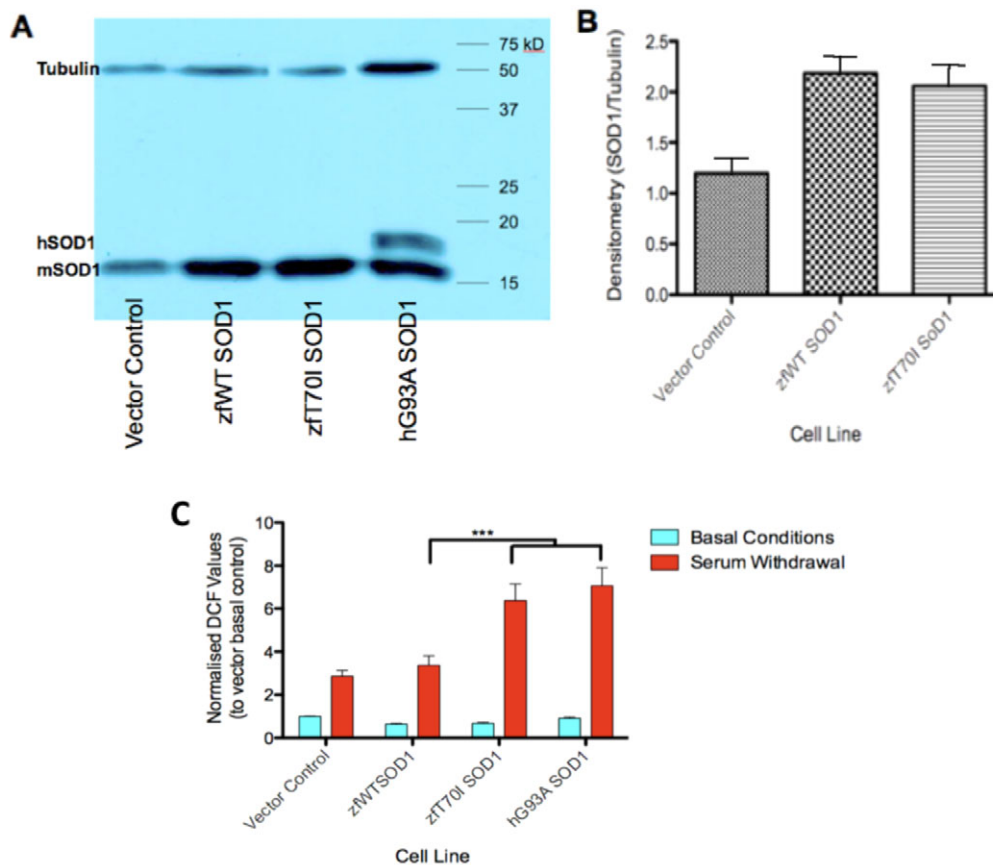 A
Tubulin
hSOD1
mSOD1
75 kD
50
37
25
20
15
Vector Control
zfWT SOD1
zfT70I SOD1
hG93A SOD1
B
Densitometry (SOD1/Tubulin)
2.5
2.0
1.5
1.0
0.5
0.0
Vector Control
zfWT SOD1
zfT70I SoD1
Cell Line
C
Normalised DCF Values
(to vector basal control)
10
8
6
4
2
0
***
Basal Conditions
Serum Withdrawal
Vector Control
zfWTSOD1
zfT70I SOD1
hG93A SOD1
Cell Line